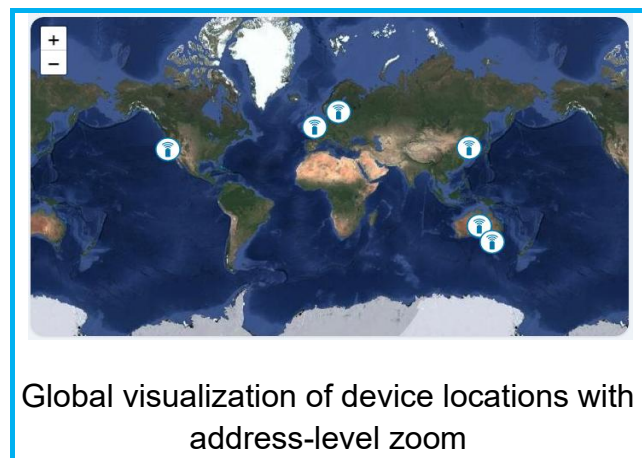 +
−
Global visualization of device locations with
address-level zoom